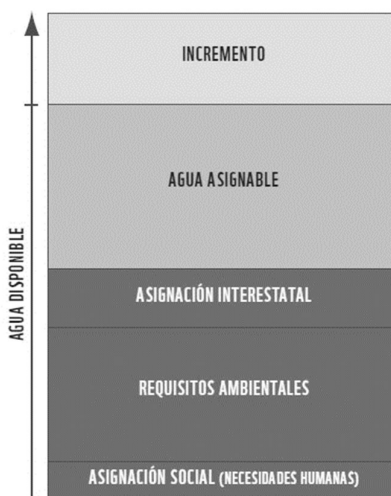 INCREMENTO
AGUA ASIGNABLE
AGUA DISPONIBLE
ASIGNACIÓN INTERESTATAL
REQUISITOS AMBIENTALES
ASIGNACIÓN SOCIAL (NECESIDADES HUMANAS)